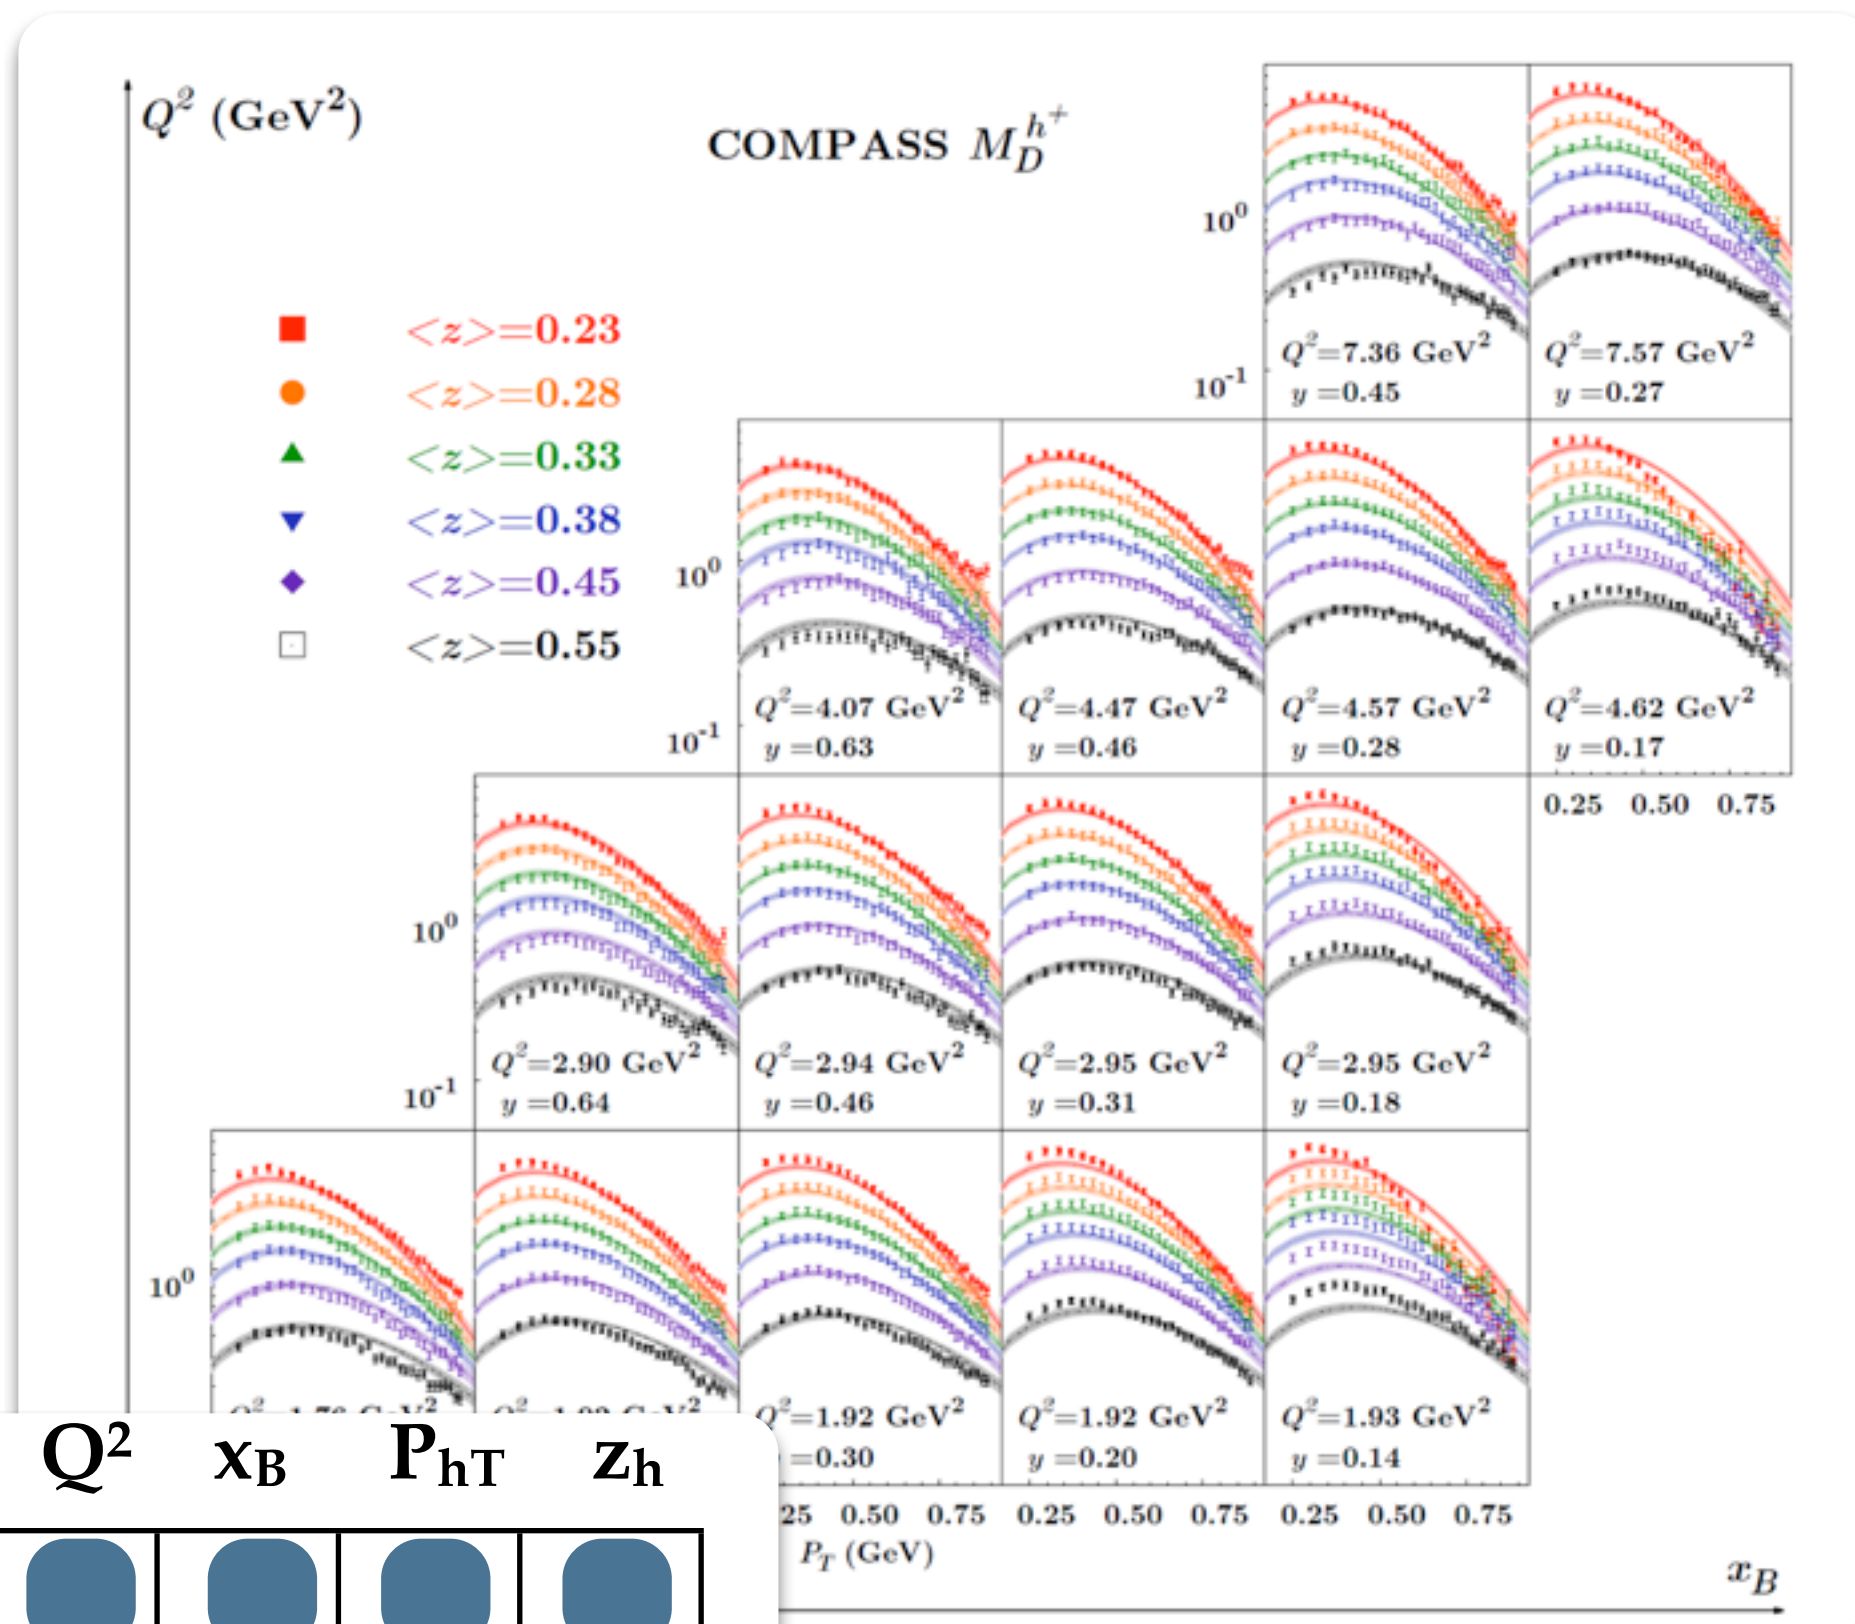 Q² (GeV²)
COMPASS M_D^{h⁺}
<z>=0.23
<z>=0.28
<z>=0.33
<z>=0.38
<z>=0.45
<z>=0.55
10⁰
10⁻¹
Q²=7.36 GeV²
y =0.45
Q²=7.57 GeV²
y =0.27
10⁰
10⁻¹
Q²=4.07 GeV²
y =0.63
Q²=4.47 GeV²
y =0.46
Q²=4.57 GeV²
y =0.28
Q²=4.62 GeV²
y =0.17
0.25 0.50 0.75
10⁰
10⁻¹
Q²=2.90 GeV²
y =0.64
Q²=2.94 GeV²
y =0.46
Q²=2.95 GeV²
y =0.31
Q²=2.95 GeV²
y =0.18
10⁰
Q²=1.92 GeV²
=0.30
Q²=1.92 GeV²
y =0.20
Q²=1.93 GeV²
y =0.14
25 0.50 0.75 0.25 0.50 0.75 0.25 0.50 0.75
P_T (GeV)
x_B
Q² x_B P_hT z_h